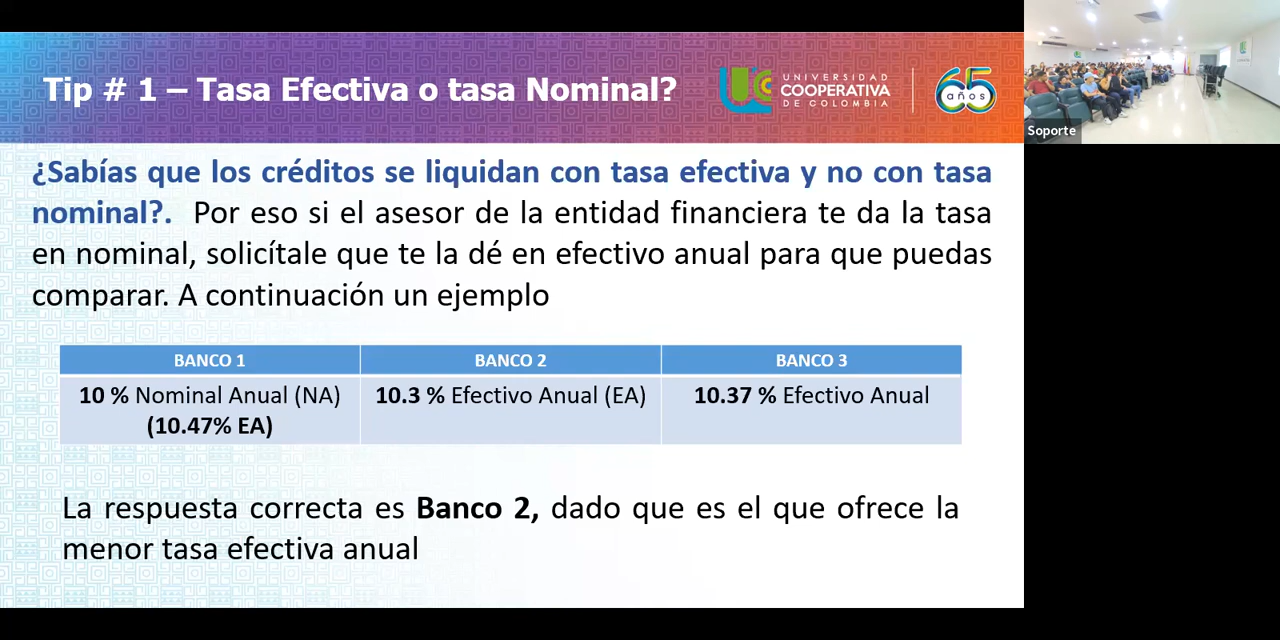 Tip # 1 – Tasa Efectiva o tasa Nominal?
UNIVERSIDAD
COOPERATIVA
DE COLOMBIA
65
años
Soporte
¿Sabías que los créditos se liquidan con tasa efectiva y no con tasa
nominal?. Por eso si el asesor de la entidad financiera te da la tasa
en nominal, solicítale que te la dé en efectivo anual para que puedas
comparar. A continuación un ejemplo
BANCO 1 BANCO 2 BANCO 3
10 % Nominal Anual (NA) 10.3 % Efectivo Anual (EA) 10.37 % Efectivo Anual
(10.47% EA)
La respuesta correcta es Banco 2, dado que es el que ofrece la
menor tasa efectiva anual